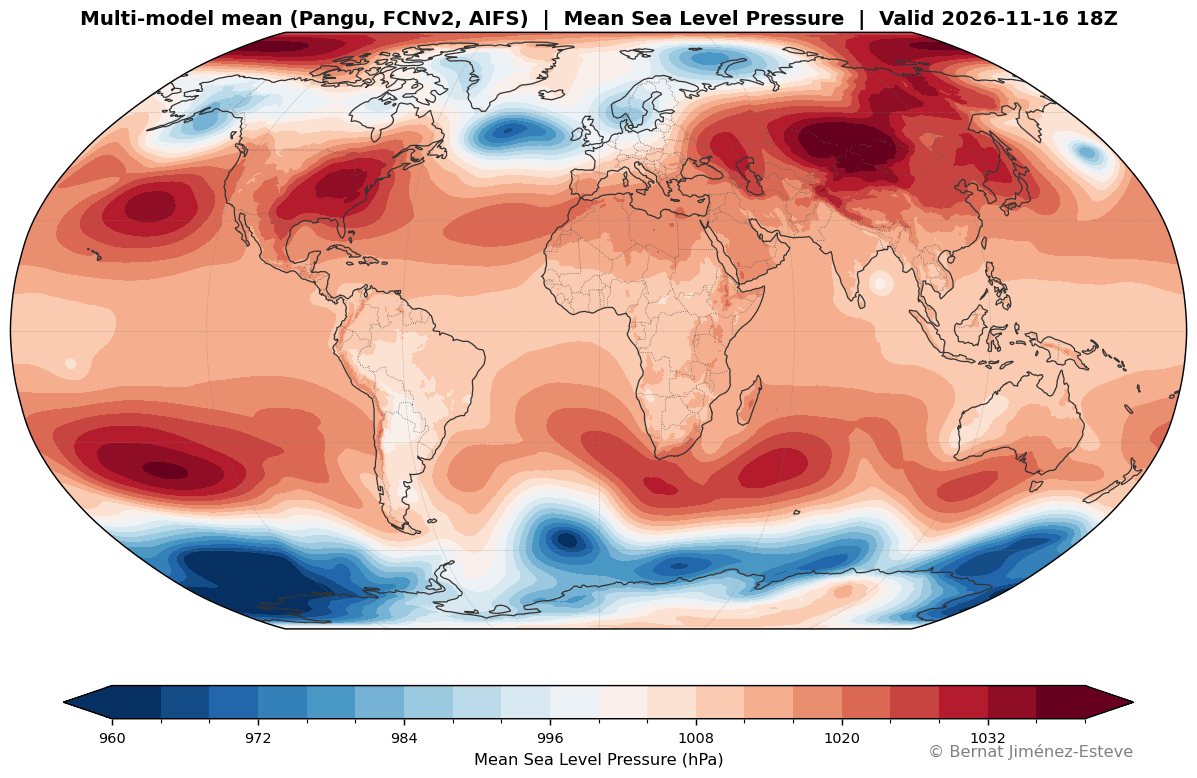 Multi-model mean (Pangu, FCNv2, AIFS) | Mean Sea Level Pressure | Valid 2026-11-16 18Z
960 972 984 996 1008 1020 1032
Mean Sea Level Pressure (hPa)
© Bernat Jiménez-Esteve